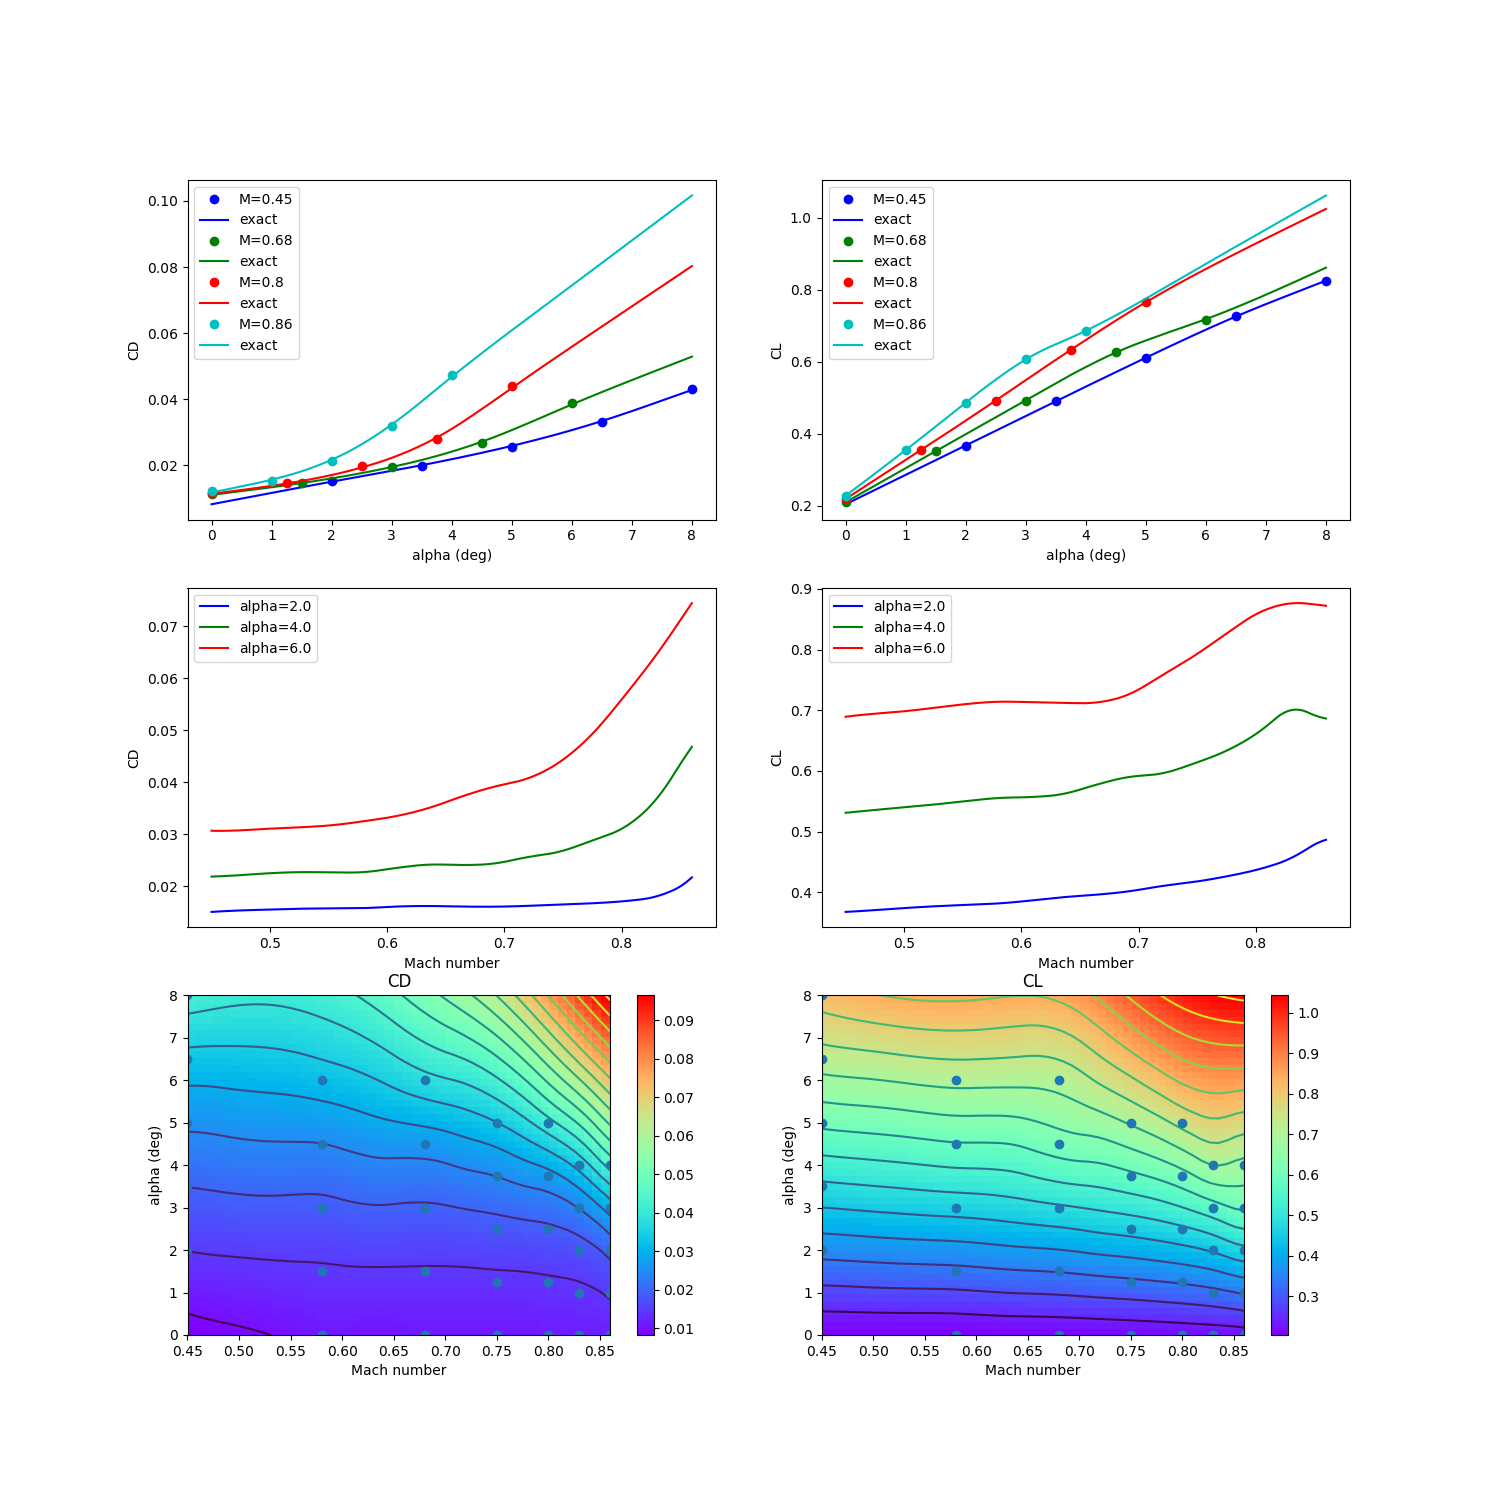 M=0.45
exact
M=0.68
exact
M=0.8
exact
M=0.86
exact
0.10
0.08
0.06
0.04
0.02
CD
0 1 2 3 4 5 6 7 8
alpha (deg)
M=0.45
exact
M=0.68
exact
M=0.8
exact
M=0.86
exact
1.0
0.8
0.6
0.4
0.2
CL
0 1 2 3 4 5 6 7 8
alpha (deg)
alpha=2.0
alpha=4.0
alpha=6.0
0.07
0.06
0.05
0.04
0.03
0.02
CD
0.5 0.6 0.7 0.8
Mach number
alpha=2.0
alpha=4.0
alpha=6.0
0.9
0.8
0.7
0.6
0.5
0.4
CL
0.5 0.6 0.7 0.8
Mach number
CD
8
7
6
5
4
3
2
1
0
alpha (deg)
0.45 0.50 0.55 0.60 0.65 0.70 0.75 0.80 0.85
Mach number
0.09
0.08
0.07
0.06
0.05
0.04
0.03
0.02
0.01
CL
8
7
6
5
4
3
2
1
0
alpha (deg)
0.45 0.50 0.55 0.60 0.65 0.70 0.75 0.80 0.85
Mach number
1.0
0.9
0.8
0.7
0.6
0.5
0.4
0.3